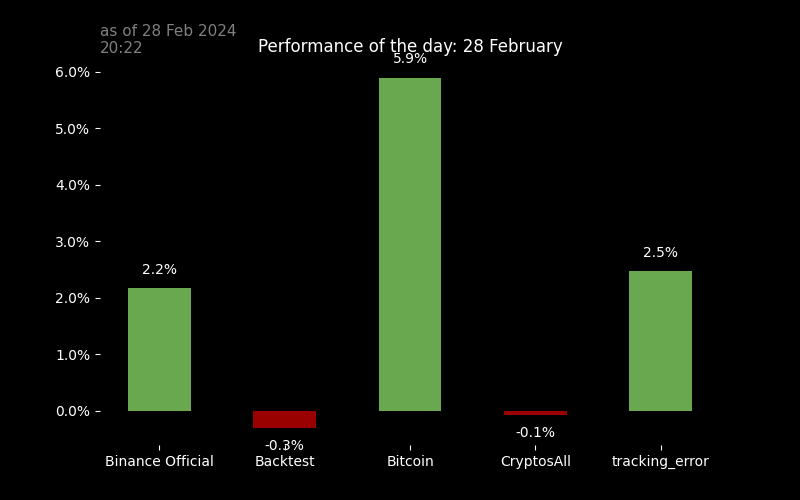 as of 28 Feb 2024
20:22
Performance of the day: 28 February
6.0%
5.0%
4.0%
3.0%
2.0%
1.0%
0.0%
2.2%
-0.3%
5.9%
-0.1%
2.5%
Binance Official
Backtest
Bitcoin
CryptosAll
tracking_error